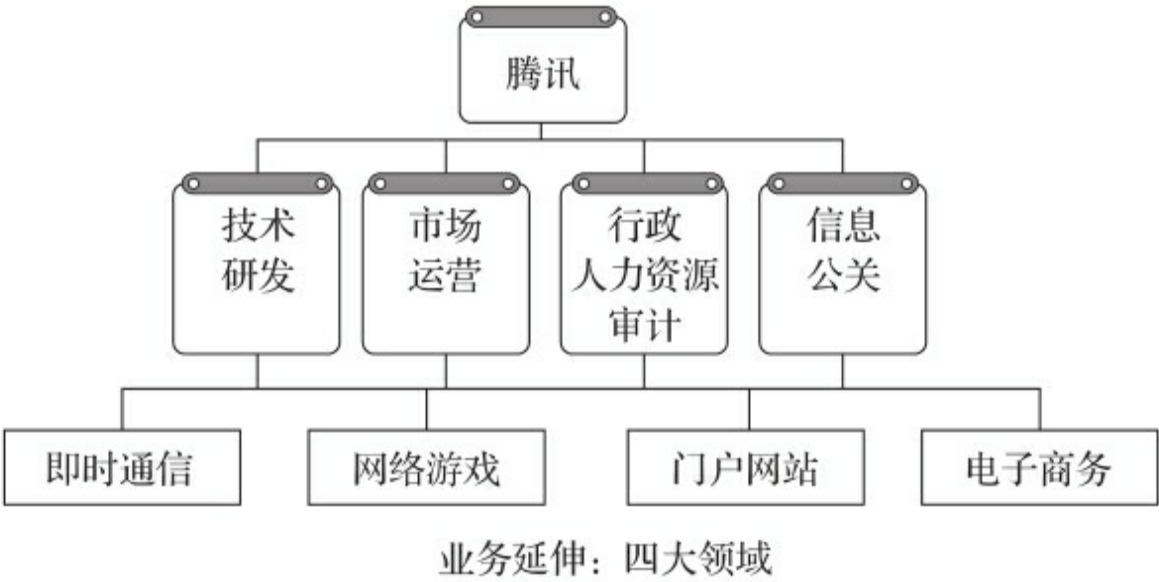 腾讯
技术
研发
市场
运营
行政
人力资源
审计
信息
公关
即时通信
网络游戏
门户网站
电子商务
业务延伸：四大领域